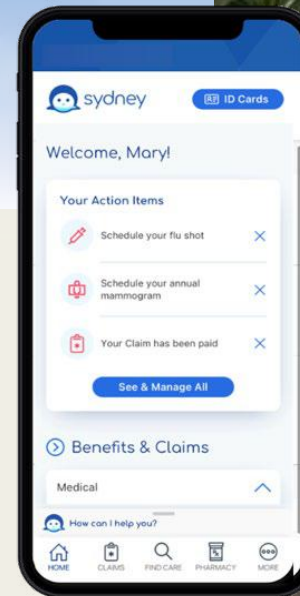 sydney
ID Cards
Welcome, Mary!
Your Action Items
Schedule your flu shot
Schedule your annual
mammogram
Your Claim has been paid
See & Manage All
Benefits & Claims
Medical
How can I help you?
HOME CLAIMS FIND CARE PHARMACY MORE